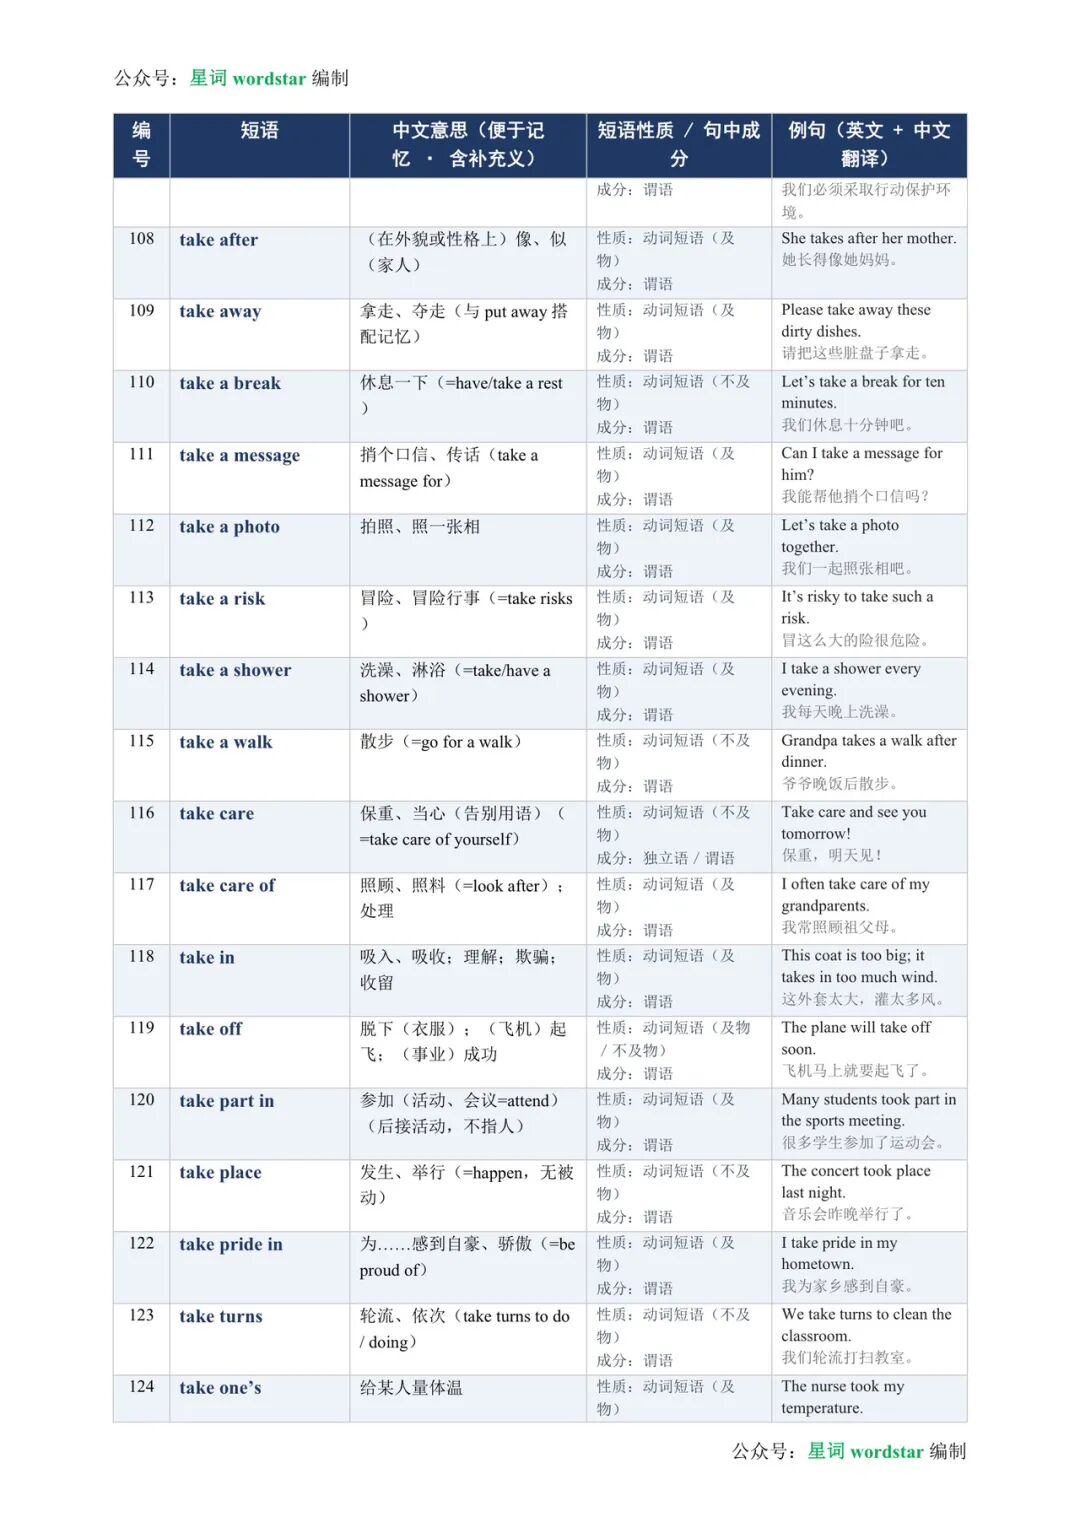 公众号：星词 wordstar 编制
编号 短语 中文意思（便于记忆 · 含补充义） 短语性质 / 句中成分 例句（英文 + 中文翻译）
成分：谓语
我们必须采取行动保护环
境。
108
take after
（在外貌或性格上）像、似
（家人）
性质：动词短语（及
物）
成分：谓语
She takes after her mother.
她长得像她妈妈。
109
take away
拿走、夺走（与 put away 搭
配记忆）
性质：动词短语（及
物）
成分：谓语
Please take away these
dirty dishes.
请把这些脏盘子拿走。
110
take a break
休息一下（=have/take a rest
）
性质：动词短语（不及
物）
成分：谓语
Let’s take a break for ten
minutes.
我们休息十分钟吧。
111
take a message
捎个口信、传话（take a
message for）
性质：动词短语（及
物）
成分：谓语
Can I take a message for
him?
我能帮他捎个口信吗？
112
take a photo
拍照、照一张相
性质：动词短语（及
物）
成分：谓语
Let’s take a photo
together.
我们一起照张相吧。
113
take a risk
冒险、冒险行事（=take risks
）
性质：动词短语（及
物）
成分：谓语
It’s risky to take such a
risk.
冒这么大的险很危险。
114
take a shower
洗澡、淋浴（=take/have a
shower）
性质：动词短语（及
物）
成分：谓语
I take a shower every
evening.
我每天晚上洗澡。
115
take a walk
散步（=go for a walk）
性质：动词短语（不及
物）
成分：谓语
Grandpa takes a walk after
dinner.
爷爷晚饭后散步。
116
take care
保重、当心（告别用语）（
=take care of yourself）
性质：动词短语（不及
物）
成分：独立语 / 谓语
Take care and see you
tomorrow!
保重，明天见！
117
take care of
照顾、照料（=look after）；
处理
性质：动词短语（及
物）
成分：谓语
I often take care of my
grandparents.
我常照顾祖父母。
118
take in
吸入、吸收；理解；欺骗；
收留
性质：动词短语（及
物）
成分：谓语
This coat is too big; it
takes in too much wind.
这外套太大，灌太多风。
119
take off
脱下（衣服）；（飞机）起
飞；（事业）成功
性质：动词短语（及物
/ 不及物）
成分：谓语
The plane will take off
soon.
飞机马上就要起飞了。
120
take part in
参加（活动、会议=attend）
（后接活动，不指人）
性质：动词短语（及
物）
成分：谓语
Many students took part in
the sports meeting.
很多学生参加了运动会。
121
take place
发生、举行（=happen，无被
动）
性质：动词短语（不及
物）
成分：谓语
The concert took place
last night.
音乐会昨晚举行了。
122
take pride in
为……感到自豪、骄傲（=be
proud of）
性质：动词短语（及
物）
成分：谓语
I take pride in my
hometown.
我为家乡感到自豪。
123
take turns
轮流、依次（take turns to do
/ doing）
性质：动词短语（不及
物）
成分：谓语
We take turns to clean the
classroom.
我们轮流打扫教室。
124
take one’s
给某人量体温
性质：动词短语（及
物）
The nurse took my
temperature.
公众号：星词 wordstar 编制